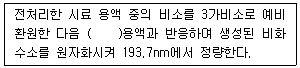 전처리한 시료 용액 중의 비소를 3가비소로 예비
환원한 다음 (    )용액과 반응하여 생성된 비화
수소를 원자화시켜 193.7nm에서 정량한다.